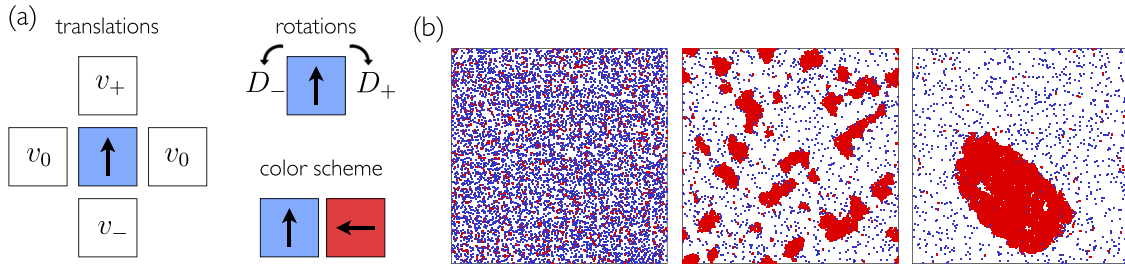 (a)
translations
v₊
v₀ v₀
v₋
rotations
D₋ D₊
color scheme
(b)